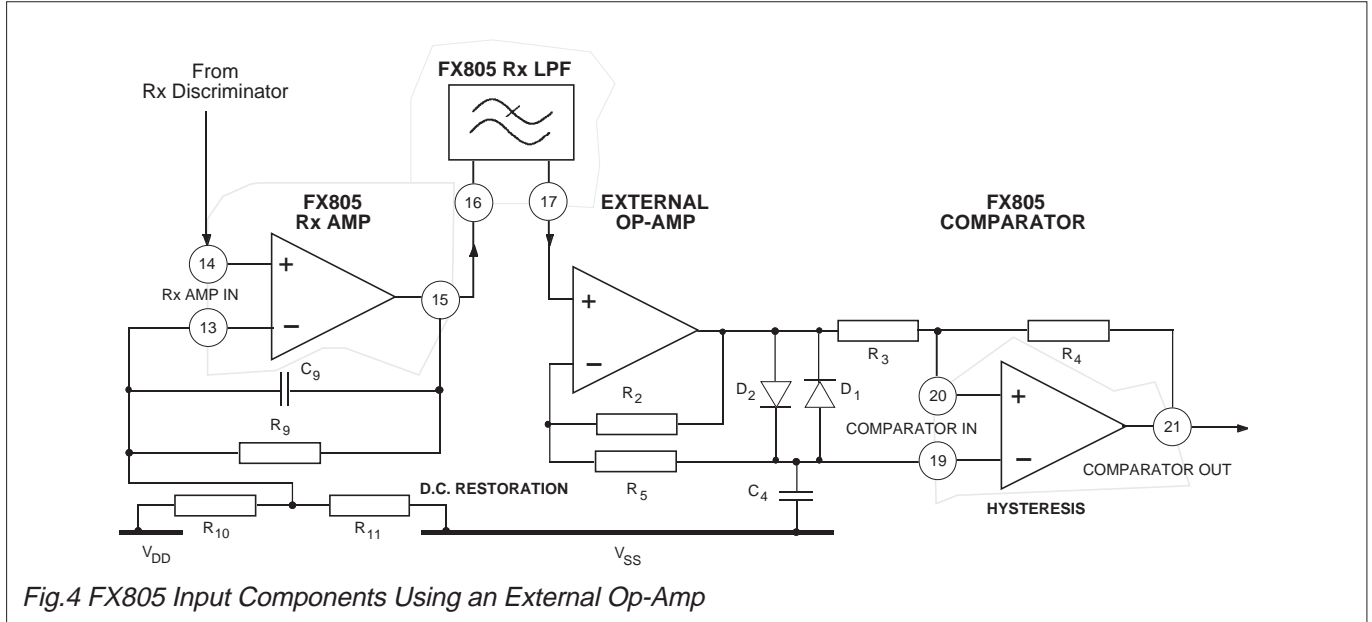 From
Rx Discriminator
FX805 Rx LPF
FX805
Rx AMP
16
17
EXTERNAL
OP-AMP
FX805
COMPARATOR
14
+
Rx AMP IN
13
−
15
C9
R9
R10
R11
VDD
D.C. RESTORATION
+
−
R2
R5
D2
D1
C4
R3
R4
20
+
COMPARATOR IN
19
−
21
COMPARATOR OUT
HYSTERESIS
VSS
Fig.4 FX805 Input Components Using an External Op-Amp